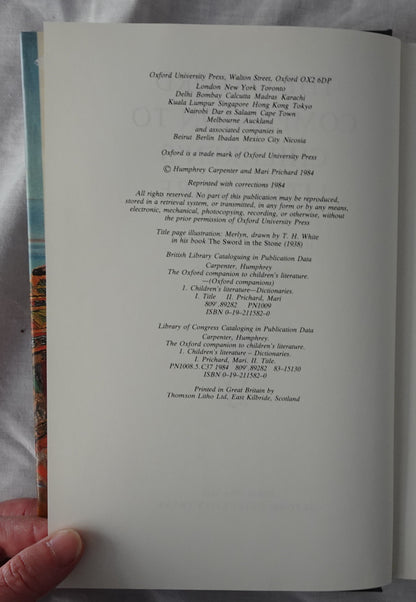 Oxford University Press, Walton Street, Oxford OX2 6DP
London New York Toronto
Delhi Bombay Calcutta Madras Karachi
Kuala Lumpur Singapore Hong Kong Tokyo
Nairobi Dar es Salaam Cape Town
Melbourne Auckland
and associated companies in
Beirut Berlin Ibadan Mexico City Nicosia
Oxford is a trade mark of Oxford University Press
© Humphrey Carpenter and Mari Prichard 1984
Reprinted with corrections 1984
All rights reserved. No part of this publication may be reproduced,
stored in a retrieval system, or transmitted, in any form or by any means,
electronic, mechanical, photocopying, recording, or otherwise, without
the prior permission of Oxford University Press
Title page illustration: Merlyn, drawn by T. H. White
in his book The Sword in the Stone (1938)
British Library Cataloguing in Publication Data
Carpenter, Humphrey
The Oxford companion to children's literature.
—(Oxford companions)
1. Children's literature—Dictionaries.
I. Title II. Prichard, Mari
809'.89282 PN1009
ISBN 0-19-211582-0
Library of Congress Cataloging in Publication Data
Carpenter, Humphrey.
The Oxford companion to children's literature.
1. Children's literature – Dictionaries.
I. Prichard, Mari. II. Title.
PN1008.5.C37 1984 809'.89282 83-15130
ISBN 0-19-211582-0
Printed in Great Britain by
Thomson Litho Ltd, East Kilbride, Scotland